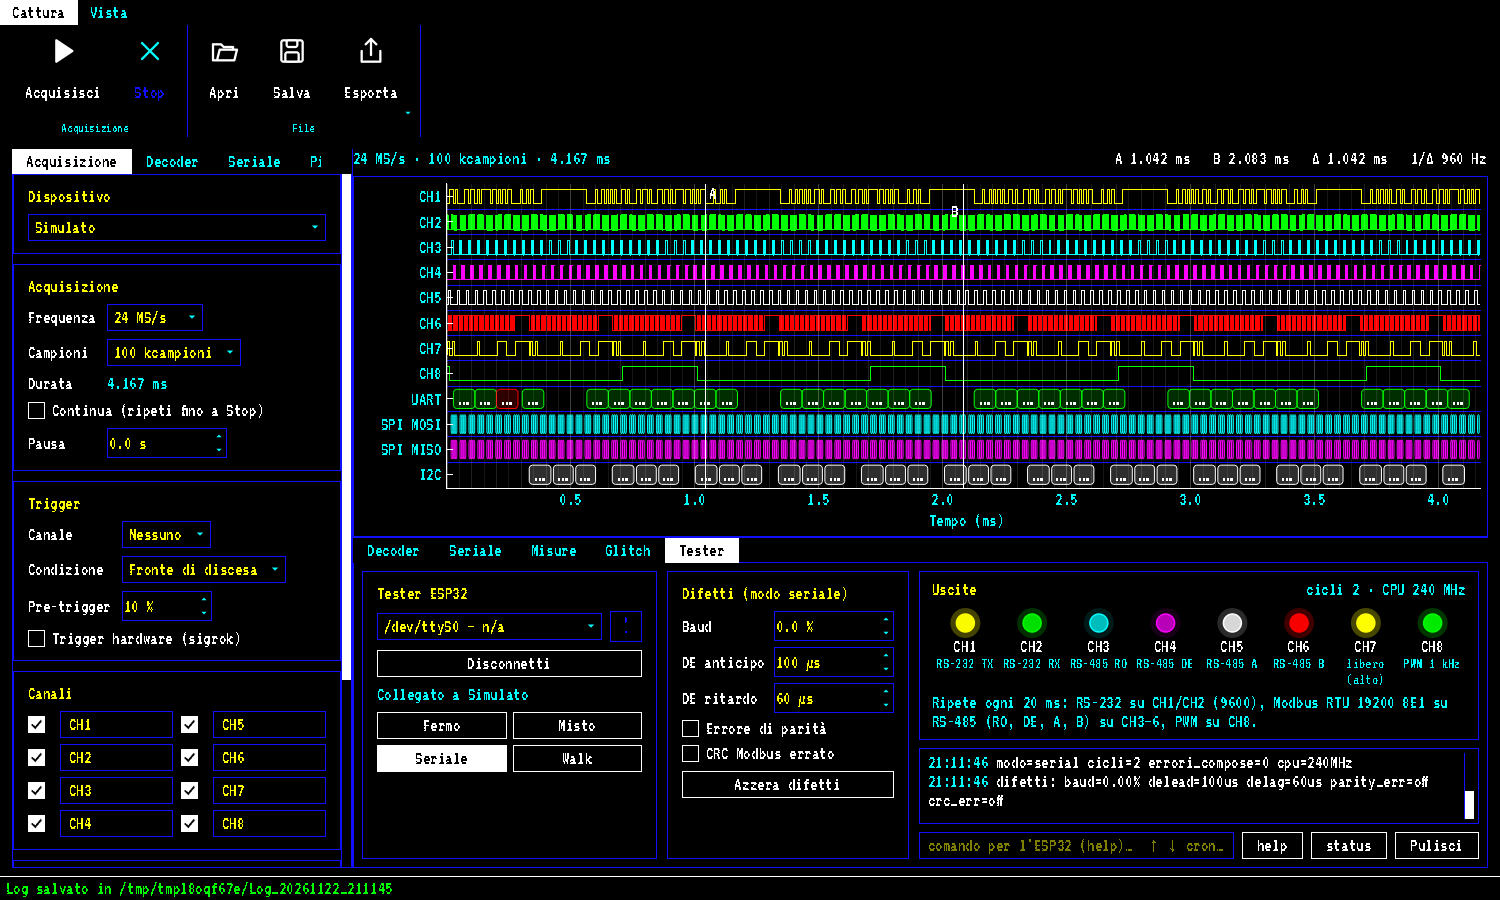 Cattura Vista
Acquisisci Stop Apri Salva Esporta
Acquisizione File
Acquisizione Decoder Seriale Pi
24 MS/s · 100 kcampioni · 4.167 ms A 1.042 ms B 2.083 ms Δ 1.042 ms 1/Δ 960 Hz
Dispositivo
Simulato
Acquisizione
Frequenza 24 MS/s
Campioni 100 kcampioni
Durata 4.167 ms
Continua (ripeti fino a Stop)
Pausa 0.0 s
Trigger
Canale Nessuno
Condizione Fronte di discesa
Pre-trigger 10 %
Trigger hardware (sigrok)
Canali
CH1 CH5
CH2 CH6
CH3 CH7
CH4 CH8
A
B
CH1
CH2
CH3
CH4
CH5
CH6
CH7
CH8
UART
SPI MOSI
SPI MISO
I2C
0.5 1.0 1.5 2.0 2.5 3.0 3.5 4.0
Tempo (ms)
Decoder Seriale Misure Glitch Tester
Tester ESP32
/dev/ttyS0 - n/a
Disconnetti
Collegato a Simulato
Fermo Misto
Seriale Walk
Difetti (modo seriale)
Baud 0.0 %
DE anticipo 100 µs
DE ritardo 60 µs
Errore di parità
CRC Modbus errato
Azzera difetti
Uscite cicli 2 · CPU 240 MHz
CH1 CH2 CH3 CH4 CH5 CH6 CH7 CH8
RS-232 TX RS-232 RX RS-485 RO RS-485 DE RS-485 A RS-485 B libero PWM 1 kHz
(alto)
Ripete ogni 20 ms: RS-232 su CH1/CH2 (9600), Modbus RTU 19200 8E1 su
RS-485 (RO, DE, A, B) su CH3-6, PWM su CH8.
21:11:46 modo=serial cicli=2 errori_compose=0 cpu=240MHz
21:11:46 difetti: baud=0.00% delead=100us delag=60us parity_err=off
crc_err=off
comando per l'ESP32 (help)… ↑ ↓ cron… help status Pulisci
Log salvato in /tmp/tmpl8oqf67e/Log_20261122_211145